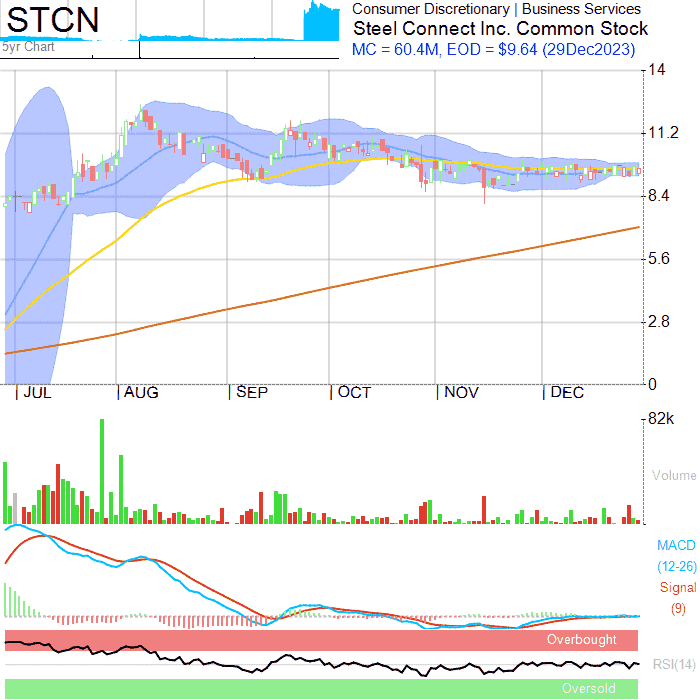 STCN
5yr Chart
Consumer Discretionary | Business Services
Steel Connect Inc. Common Stock
MC = 60.4M, EOD = $9.64 (29Dec2023)
14
11.2
8.4
5.6
2.8
0
JUL AUG SEP OCT NOV DEC
82k
Volume
MACD
(12-26)
Signal
(9)
Overbought
RSI(14)
Oversold